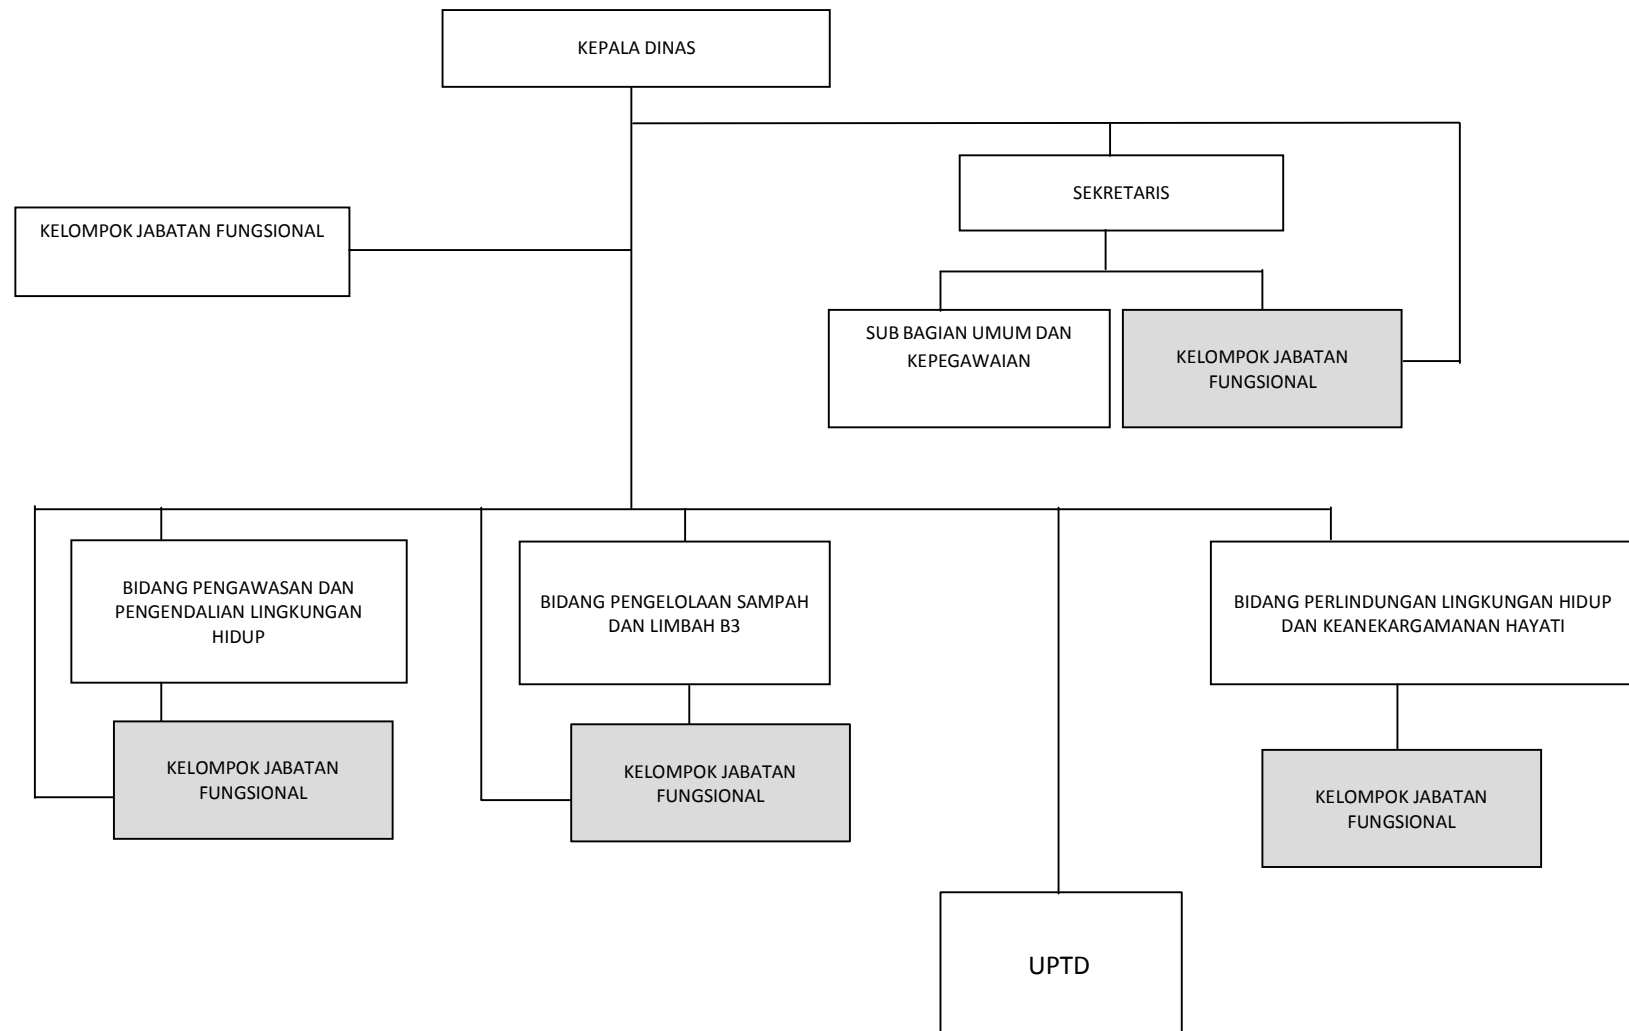 KEPALA DINAS
SEKRETARIS
KELOMPOK JABATAN FUNGSIONAL
SUB BAGIAN UMUM DAN
KEPEGAWAIAN
KELOMPOK JABATAN
FUNGSIONAL
BIDANG PENGAWASAN DAN
PENGENDALIAN LINGKUNGAN
HIDUP
BIDANG PENGELOLAAN SAMPAH
DAN LIMBAH B3
BIDANG PERLINDUNGAN LINGKUNGAN HIDUP
DAN KEANEKARGAMANAN HAYATI
KELOMPOK JABATAN
FUNGSIONAL
KELOMPOK JABATAN
FUNGSIONAL
KELOMPOK JABATAN
FUNGSIONAL
UPTD